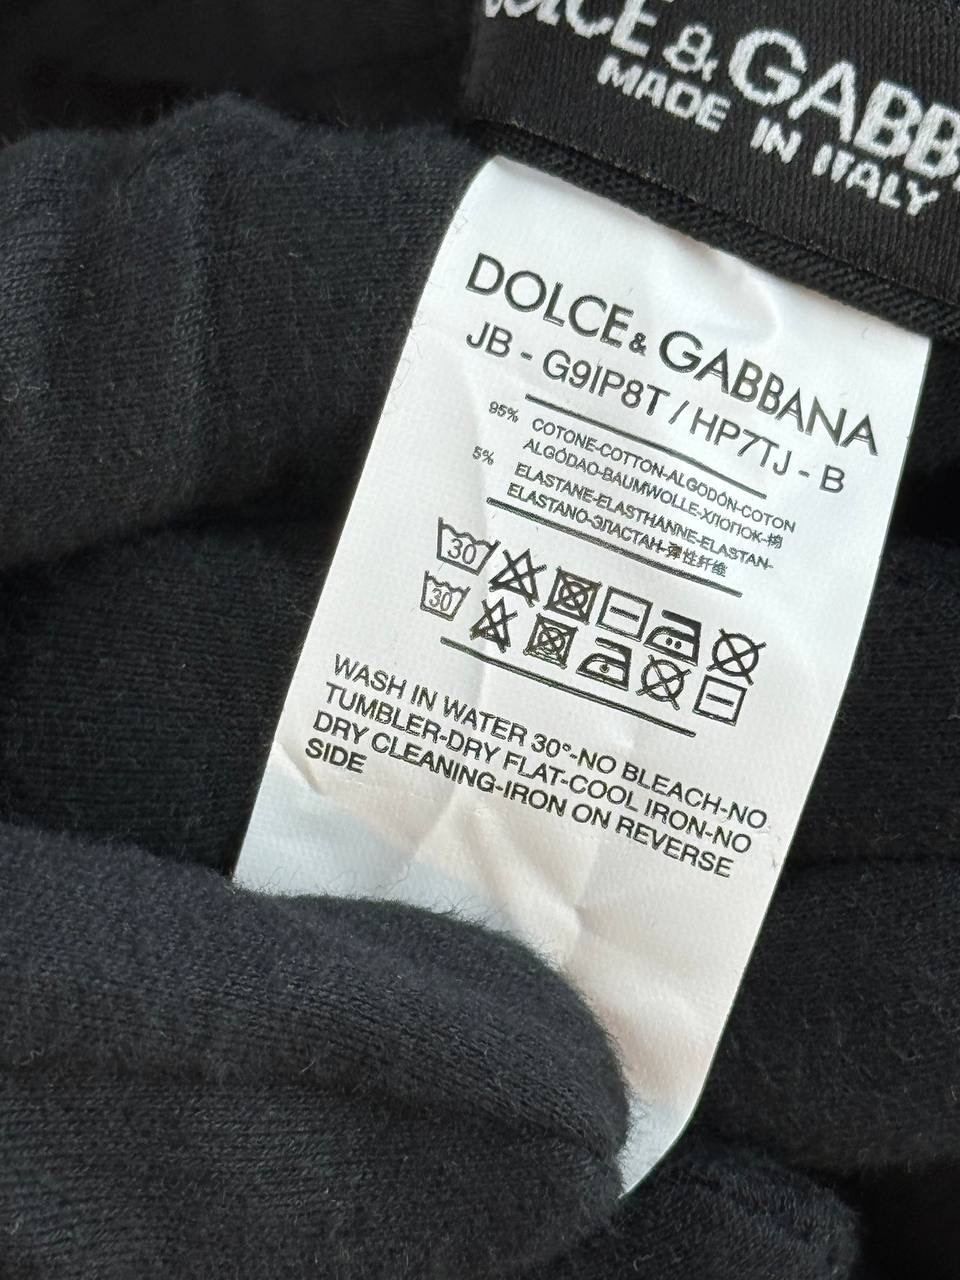 DOLCE & GABB
MADE IN ITALY
DOLCE & GABBANA
JB - G9IP8T / HP7TJ - B
95% COTONE-COTTON-ALGODÓN-COTON
ALGÓDAO-BAUMWOLLE-ХЛОПОК-棉
5% ELASTANE-ELASTHANNE-ELASTAN-
ELASTANO-ЭЛАСТАН-弹性纤维
30
30
WASH IN WATER 30°-NO BLEACH-NO
TUMBLER-DRY FLAT-COOL IRON-NO
DRY CLEANING-IRON ON REVERSE
SIDE